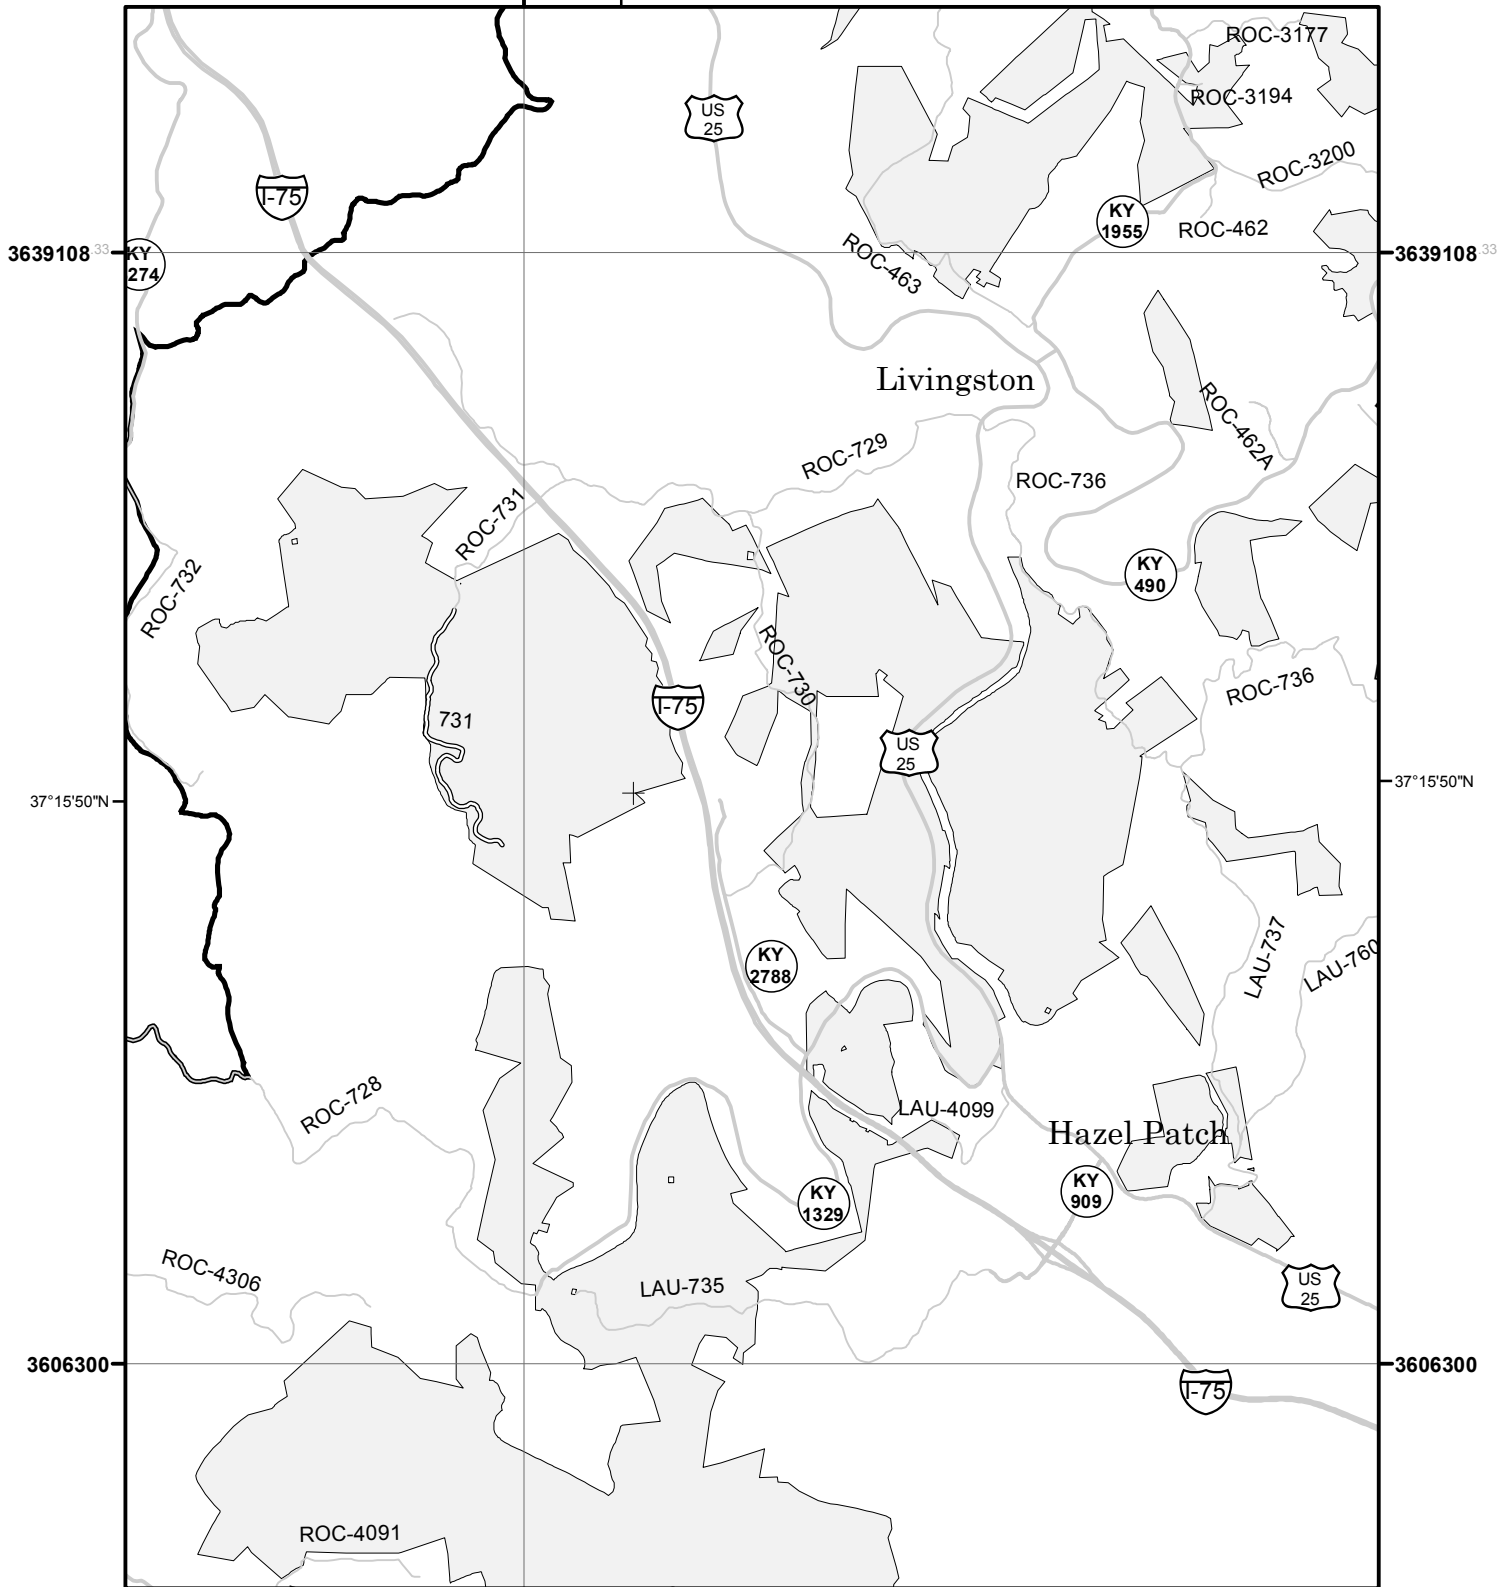 ROC-3177
US
25
ROC-3194
ROC-3200
I-75
KY
1955
ROC-462
3639108.33
KY
274
ROC-463
3639108.33
Livingston
ROC-462A
ROC-729
ROC-736
ROC-731
KY
490
ROC-732
ROC-730
ROC-736
I-75
731
US
25
37°15'50"N
37°15'50"N
KY
2788
LAU-737
LAU-760
ROC-728
LAU-4099
Hazel Patch
KY
909
KY
1329
ROC-4306
LAU-735
US
25
3606300
3606300
I-75
ROC-4091